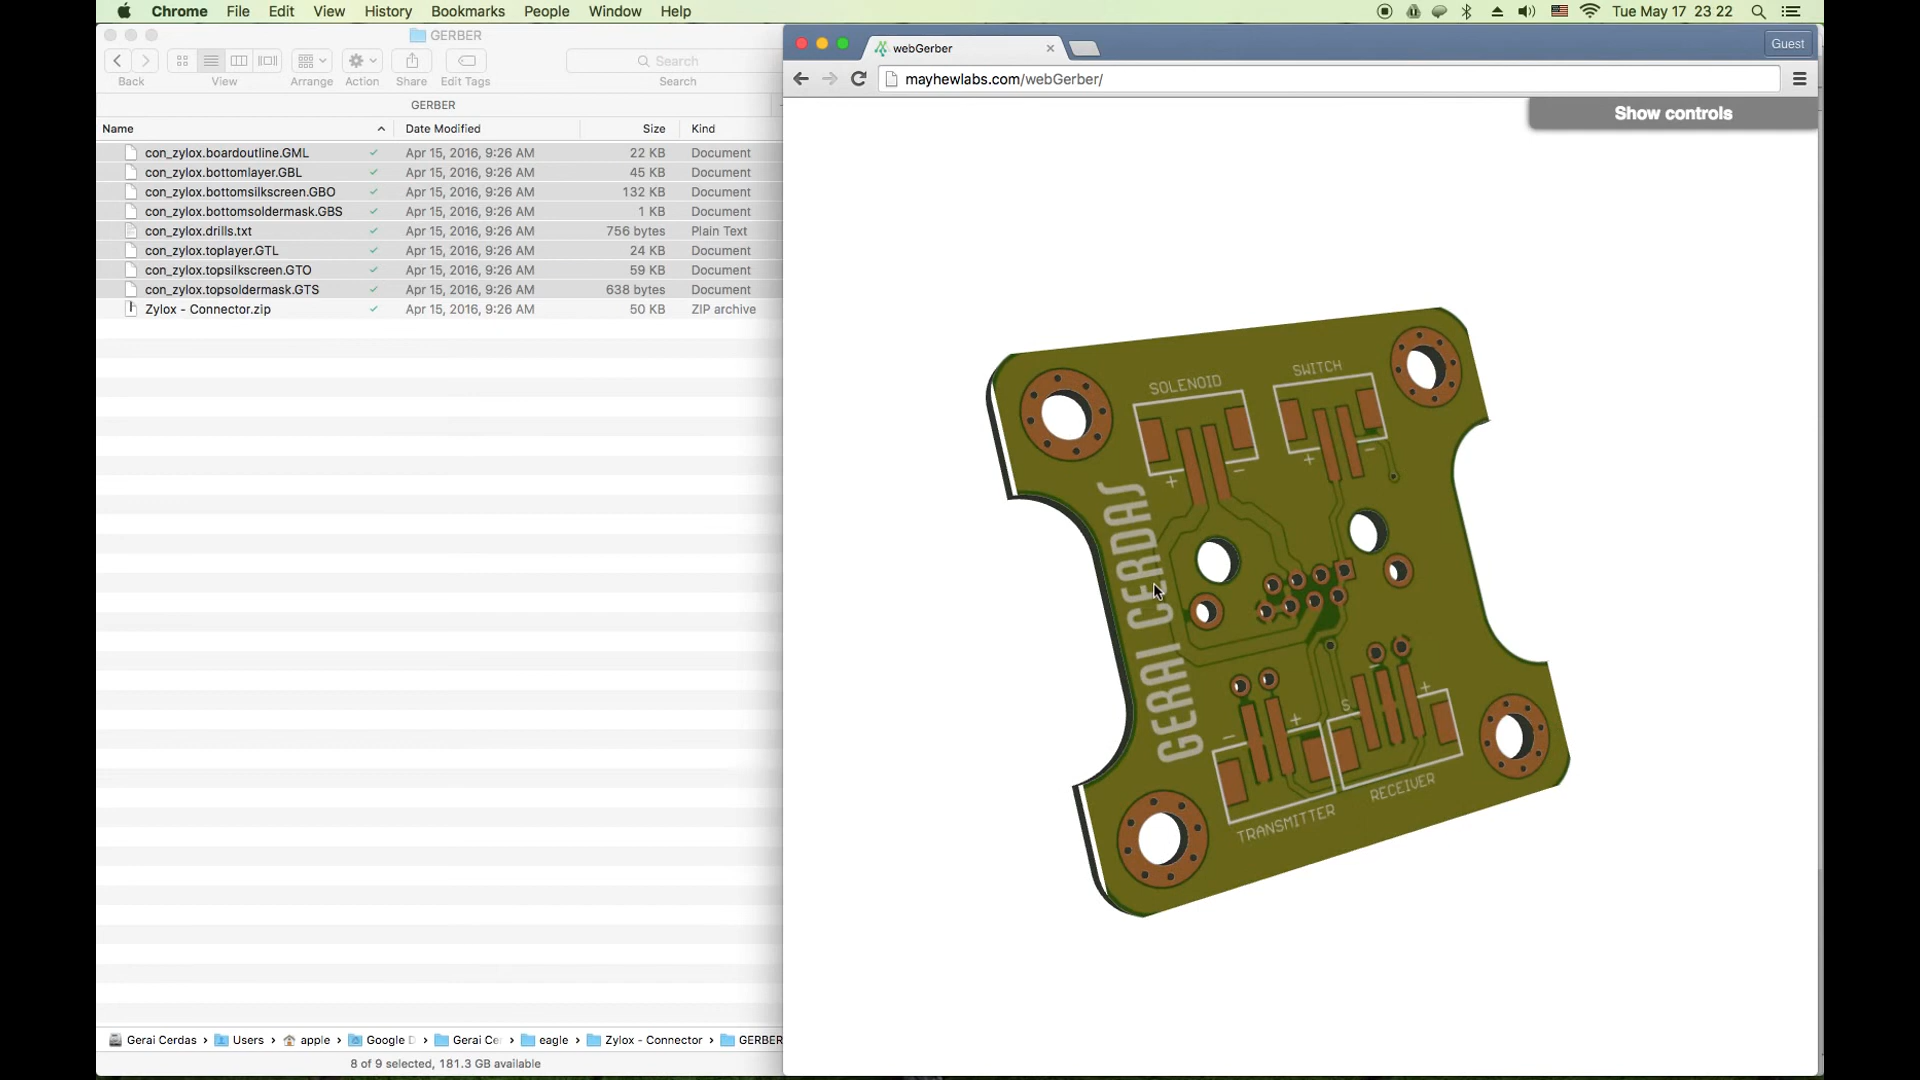 Chrome File Edit View History Bookmarks People Window Help Tue May 17 23 22
GERBER
Back View Arrange Action Share Edit Tags Search
Search
GERBER
Name Date Modified Size Kind
con_zylox.boardoutline.GML Apr 15, 2016, 9:26 AM 22 KB Document
con_zylox.bottomlayer.GBL Apr 15, 2016, 9:26 AM 45 KB Document
con_zylox.bottomsilkscreen.GBO Apr 15, 2016, 9:26 AM 132 KB Document
con_zylox.bottomsoldermask.GBS Apr 15, 2016, 9:26 AM 1 KB Document
con_zylox.drills.txt Apr 15, 2016, 9:26 AM 756 bytes Plain Text
con_zylox.toplayer.GTL Apr 15, 2016, 9:26 AM 24 KB Document
con_zylox.topsilkscreen.GTO Apr 15, 2016, 9:26 AM 59 KB Document
con_zylox.topsoldermask.GTS Apr 15, 2016, 9:26 AM 638 bytes Document
Zylox - Connector.zip Apr 15, 2016, 9:26 AM 50 KB ZIP archive
Gerai Cerdas › Users › apple › Google D › Gerai Ce › eagle › Zylox - Connector › GERBER
8 of 9 selected, 181.3 GB available
webGerber
Guest
mayhewlabs.com/webGerber/
Show controls
SOLENOID
SWITCH
+ −
+ −
GERAI CERDAS
− +
S +
TRANSMITTER
RECEIVER